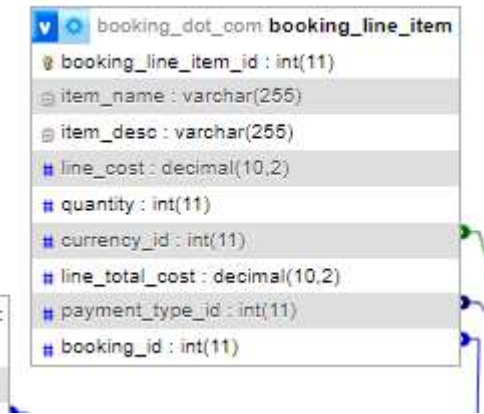 v booking_dot_com booking_line_item
booking_line_item_id : int(11)
item_name : varchar(255)
item_desc : varchar(255)
# line_cost : decimal(10,2)
# quantity : int(11)
# currency_id : int(11)
# line_total_cost : decimal(10,2)
# payment_type_id : int(11)
# booking_id : int(11)